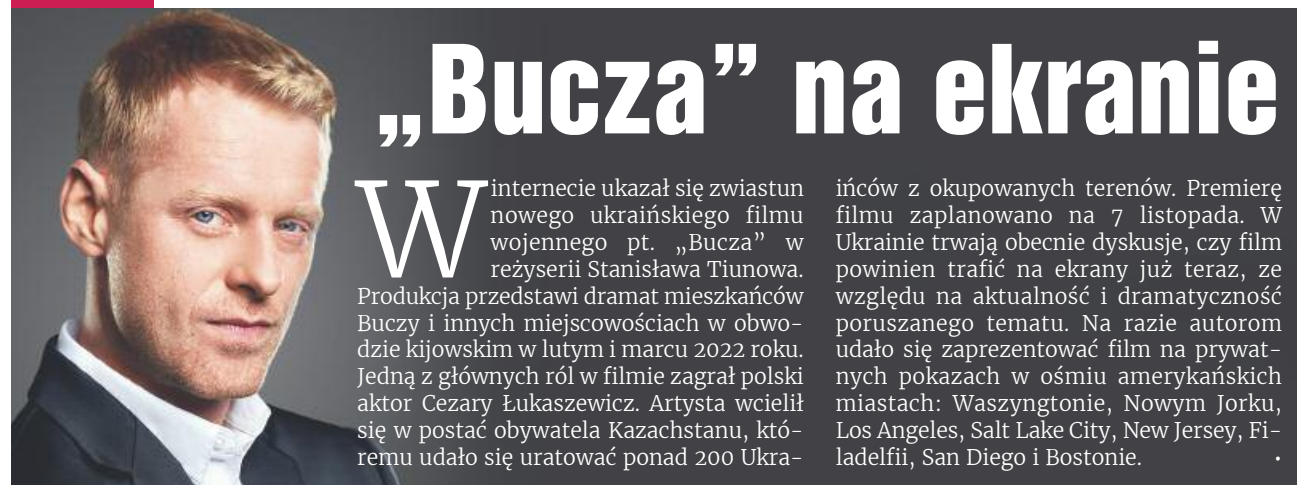 „Bucza” na ekranie
W internecie ukazał się zwiastun
nowego ukraińskiego filmu
wojennego pt. „Bucza” w
reżyserii Stanisława Tiunowa.
Produkcja przedstawi dramat mieszkańców
Buczy i innych miejscowościach w obwo-
dzie kijowskim w lutym i marcu 2022 roku.
Jedną z głównych ról w filmie zagrał polski
aktor Cezary Łukaszewicz. Artysta wcielił
się w postać obywatela Kazachstanu, któ-
remu udało się uratować ponad 200 Ukra-
ińców z okupowanych terenów. Premierę
filmu zaplanowano na 7 listopada. W
Ukrainie trwają obecnie dyskusje, czy film
powinien trafić na ekrany już teraz, ze
względu na aktualność i dramatyczność
poruszanego tematu. Na razie autorom
udało się zaprezentować film na prywat-
nych pokazach w ośmiu amerykańskich
miastach: Waszyngtonie, Nowym Jorku,
Los Angeles, Salt Lake City, New Jersey, Fi-
ladelfii, San Diego i Bostonie. •